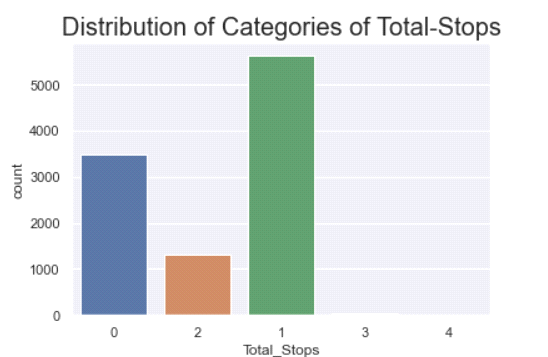 Distribution of Categories of Total-Stops
count
5000
4000
3000
2000
1000
0
0 2 1 3 4
Total_Stops